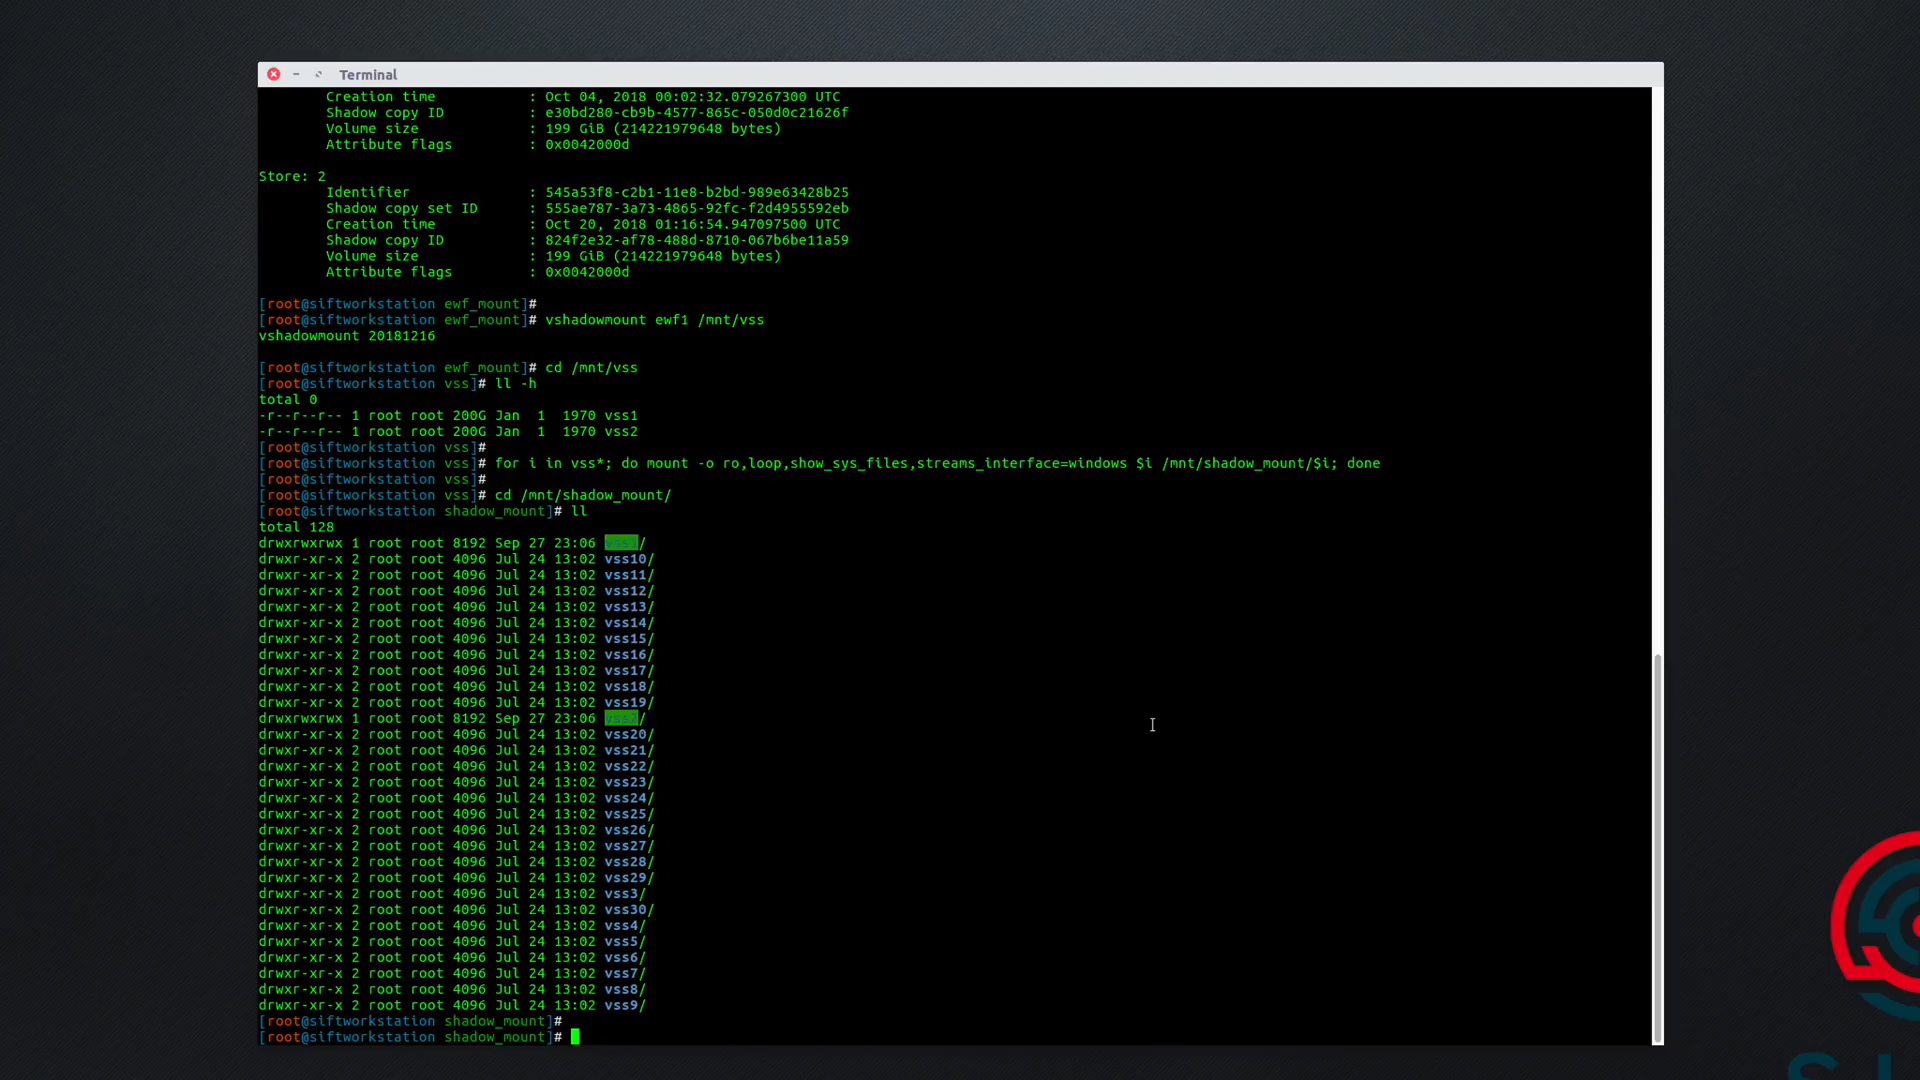 Terminal
Creation time : Oct 04, 2018 00:02:32.079267300 UTC
Shadow copy ID : e30bd280-cb9b-4577-865c-050d0c21626f
Volume size : 199 GiB (214221979648 bytes)
Attribute flags : 0x0042000d
Store: 2
Identifier : 545a53f8-c2b1-11e8-b2bd-989e63428b25
Shadow copy set ID : 555ae787-3a73-4865-92fc-f2d4955592eb
Creation time : Oct 20, 2018 01:16:54.947097500 UTC
Shadow copy ID : 824f2e32-af78-488d-8710-067b6be11a59
Volume size : 199 GiB (214221979648 bytes)
Attribute flags : 0x0042000d
[root@siftworkstation ewf_mount]#
[root@siftworkstation ewf_mount]# vshadowmount ewf1 /mnt/vss
vshadowmount 20181216
[root@siftworkstation ewf_mount]# cd /mnt/vss
[root@siftworkstation vss]# ll -h
total 0
-r--r--r-- 1 root root 200G Jan 1 1970 vss1
-r--r--r-- 1 root root 200G Jan 1 1970 vss2
[root@siftworkstation vss]#
[root@siftworkstation vss]# for i in vss*; do mount -o ro,loop,show_sys_files,streams_interface=windows $i /mnt/shadow_mount/$i; done
[root@siftworkstation vss]#
[root@siftworkstation vss]# cd /mnt/shadow_mount/
[root@siftworkstation shadow_mount]# ll
total 128
drwxrwxrwx 1 root root 8192 Sep 27 23:06 vss1/
drwxr-xr-x 2 root root 4096 Jul 24 13:02 vss10/
drwxr-xr-x 2 root root 4096 Jul 24 13:02 vss11/
drwxr-xr-x 2 root root 4096 Jul 24 13:02 vss12/
drwxr-xr-x 2 root root 4096 Jul 24 13:02 vss13/
drwxr-xr-x 2 root root 4096 Jul 24 13:02 vss14/
drwxr-xr-x 2 root root 4096 Jul 24 13:02 vss15/
drwxr-xr-x 2 root root 4096 Jul 24 13:02 vss16/
drwxr-xr-x 2 root root 4096 Jul 24 13:02 vss17/
drwxr-xr-x 2 root root 4096 Jul 24 13:02 vss18/
drwxr-xr-x 2 root root 4096 Jul 24 13:02 vss19/
drwxrwxrwx 1 root root 8192 Sep 27 23:06 vss2/
drwxr-xr-x 2 root root 4096 Jul 24 13:02 vss20/
drwxr-xr-x 2 root root 4096 Jul 24 13:02 vss21/
drwxr-xr-x 2 root root 4096 Jul 24 13:02 vss22/
drwxr-xr-x 2 root root 4096 Jul 24 13:02 vss23/
drwxr-xr-x 2 root root 4096 Jul 24 13:02 vss24/
drwxr-xr-x 2 root root 4096 Jul 24 13:02 vss25/
drwxr-xr-x 2 root root 4096 Jul 24 13:02 vss26/
drwxr-xr-x 2 root root 4096 Jul 24 13:02 vss27/
drwxr-xr-x 2 root root 4096 Jul 24 13:02 vss28/
drwxr-xr-x 2 root root 4096 Jul 24 13:02 vss29/
drwxr-xr-x 2 root root 4096 Jul 24 13:02 vss3/
drwxr-xr-x 2 root root 4096 Jul 24 13:02 vss30/
drwxr-xr-x 2 root root 4096 Jul 24 13:02 vss4/
drwxr-xr-x 2 root root 4096 Jul 24 13:02 vss5/
drwxr-xr-x 2 root root 4096 Jul 24 13:02 vss6/
drwxr-xr-x 2 root root 4096 Jul 24 13:02 vss7/
drwxr-xr-x 2 root root 4096 Jul 24 13:02 vss8/
drwxr-xr-x 2 root root 4096 Jul 24 13:02 vss9/
[root@siftworkstation shadow_mount]#
[root@siftworkstation shadow_mount]#